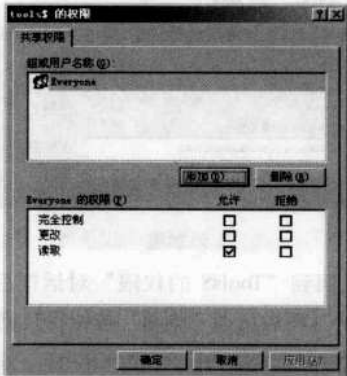 tools$ 的权限
共享权限
组或用户名称(G):
Everyone
添加(D)... 删除(R)
Everyone 的权限(P) 允许 拒绝
完全控制
更改
读取
确定 取消 应用(A)